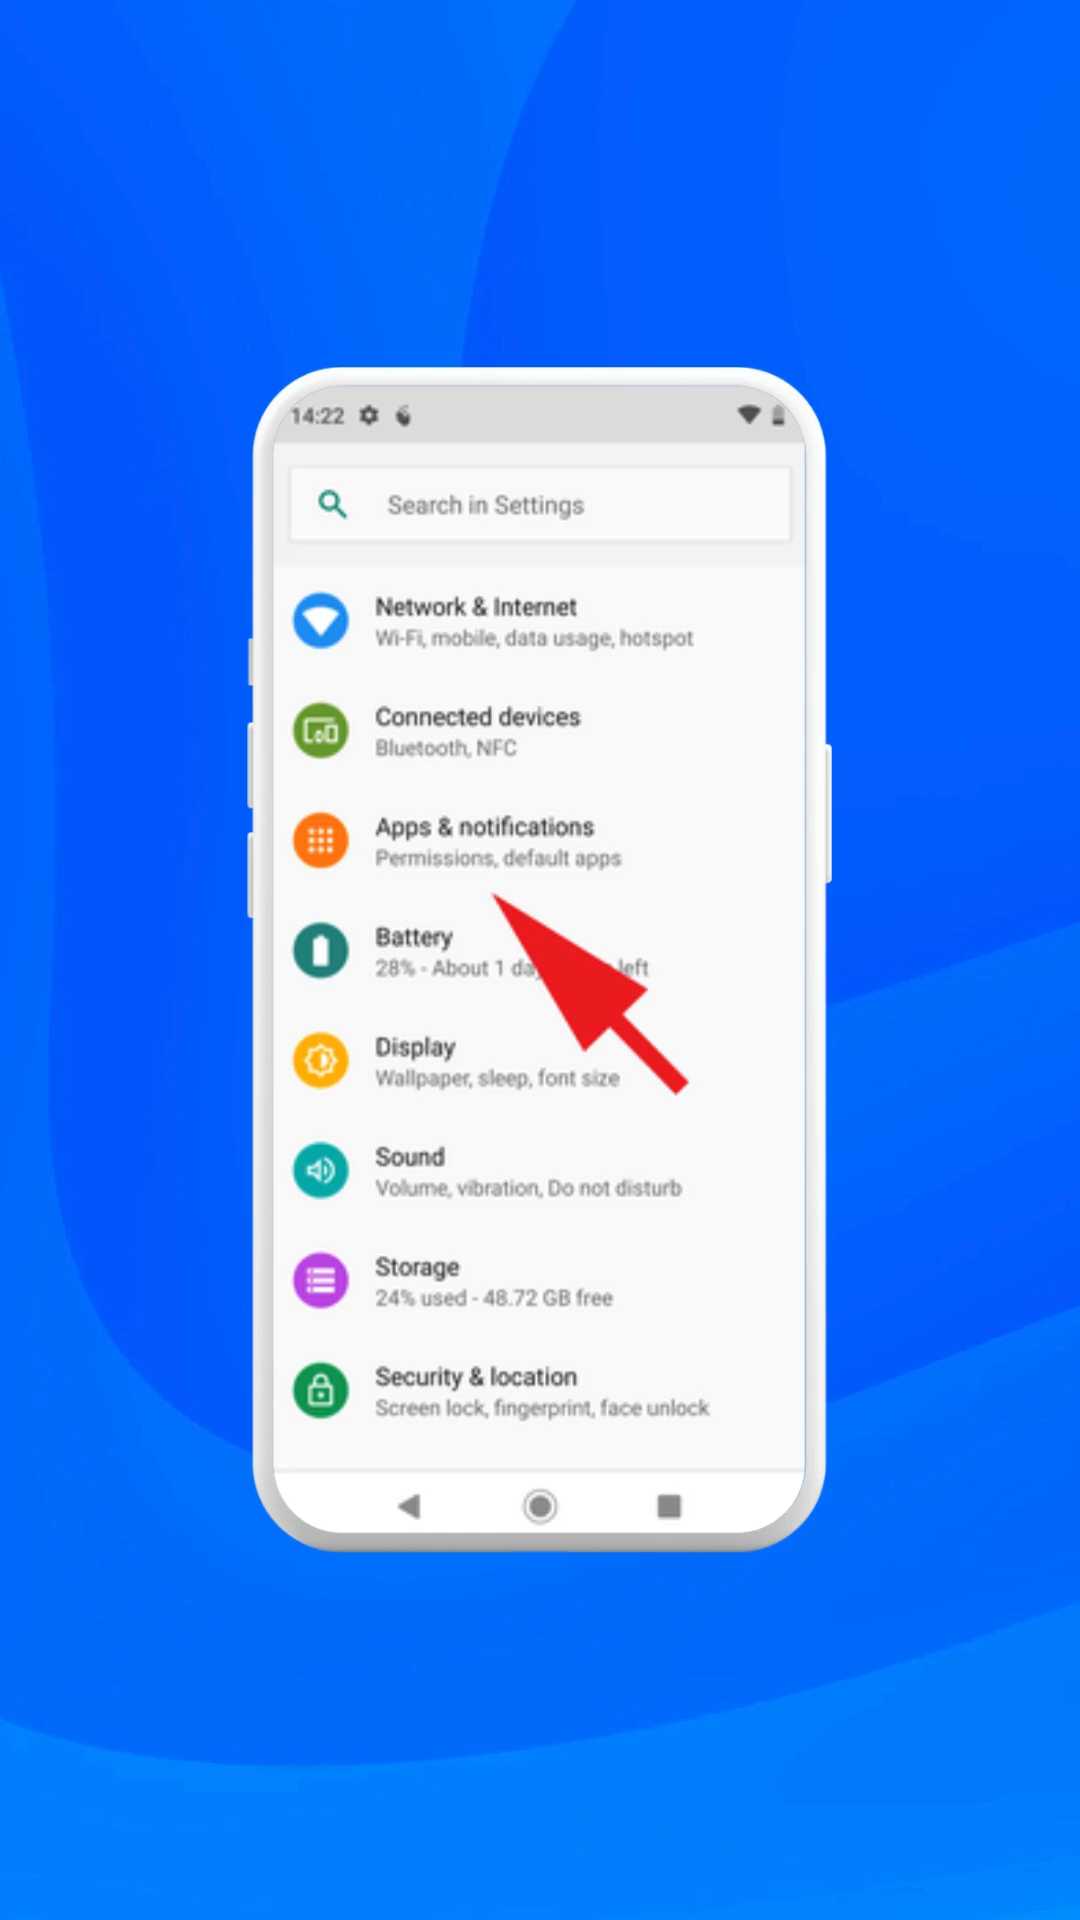 14:22
Search in Settings
Network & Internet
Wi-Fi, mobile, data usage, hotspot
Connected devices
Bluetooth, NFC
Apps & notifications
Permissions, default apps
Battery
28% - About 1 left
Display
Wallpaper, sleep, font size
Sound
Volume, vibration, Do not disturb
Storage
24% used - 48.72 GB free
Security & location
Screen lock, fingerprint, face unlock